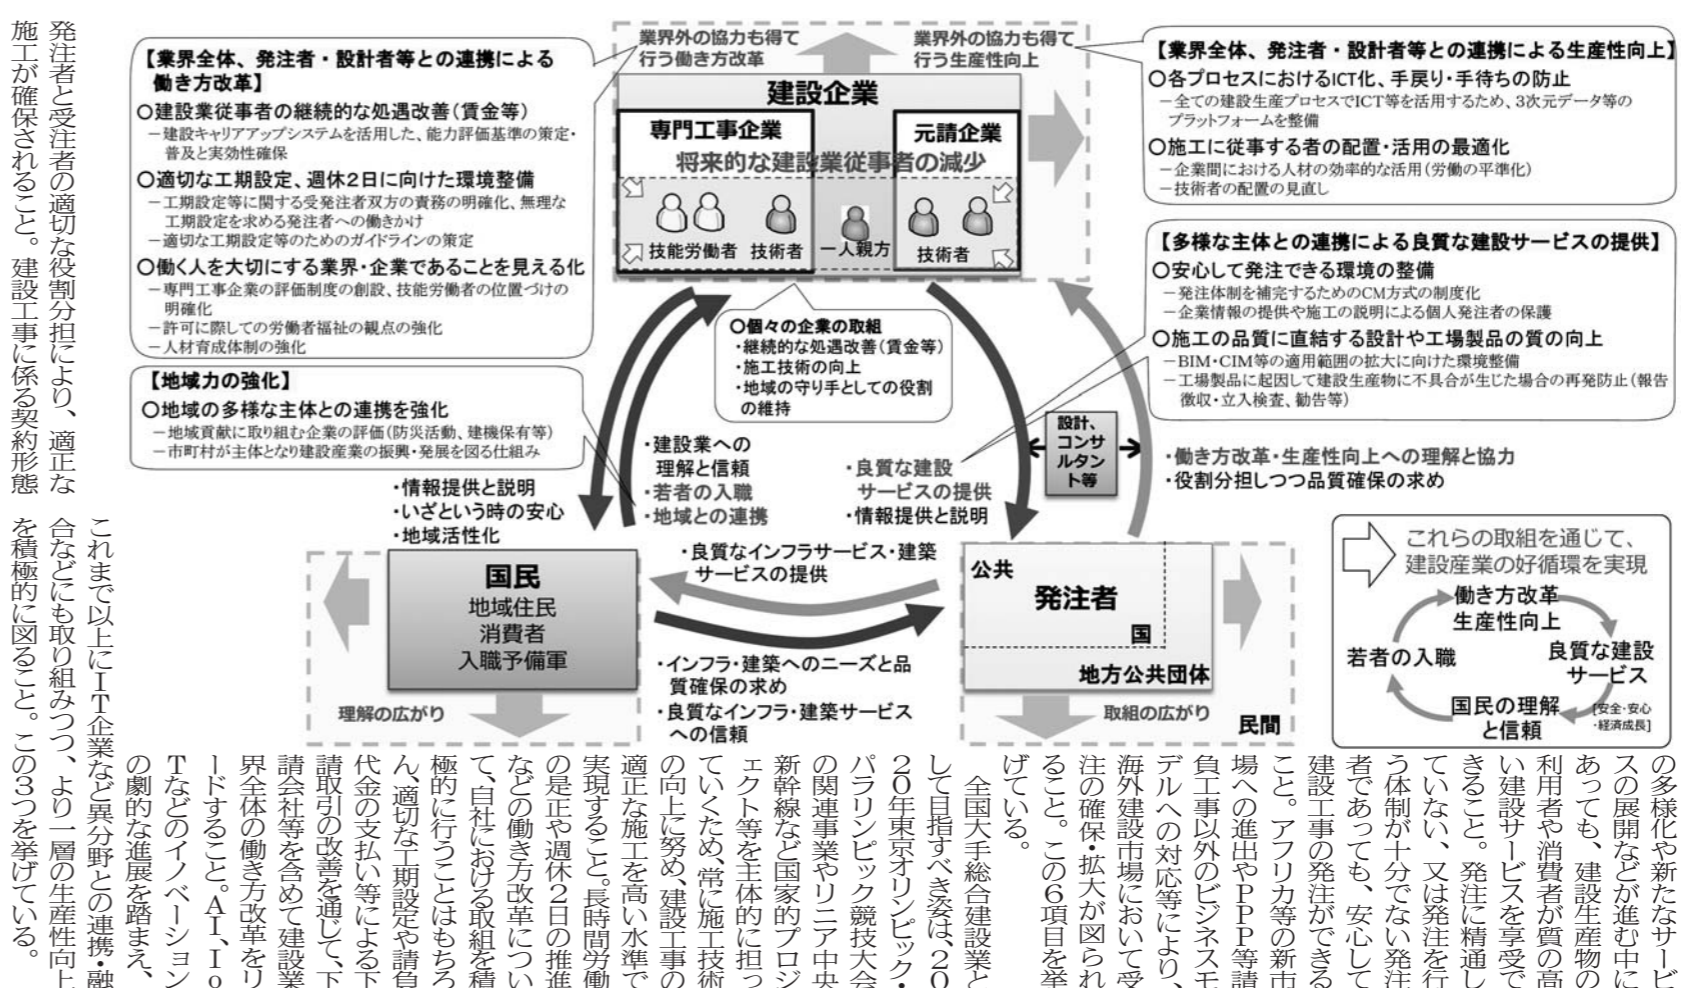 発注者と受注者の適切な役割分担により、適正な
施工が確保されること。建設工事に係る契約形態
【業界全体、発注者・設計者等との連携による
働き方改革】
○建設業従事者の継続的な処遇改善(賃金等)
－建設キャリアアップシステムを活用した、能力評価基準の策定・
普及と実効性確保
○適切な工期設定、週休2日に向けた環境整備
－工期設定等に関する受発注者双方の責務の明確化、無理な
工期設定を求める発注者への働きかけ
－適切な工期設定等のためのガイドラインの策定
○働く人を大切にする業界・企業であることを見える化
－専門工事企業の評価制度の創設、技能労働者の位置づけの
明確化
－許可に際しての労働者福祉の観点の強化
－人材育成体制の強化
【地域力の強化】
○地域の多様な主体との連携を強化
－地域貢献に取り組む企業の評価(防災活動、建機保有等)
－市町村が主体となり建設産業の振興・発展を図る仕組み
業界外の協力も得て
行う働き方改革
業界外の協力も得て
行う生産性向上
建設企業
専門工事企業
元請企業
将来的な建設業従事者の減少
技能労働者
技術者
一人親方
技術者
○個々の企業の取組
・継続的な処遇改善(賃金等)
・施工技術の向上
・地域の守り手としての役割
の維持
【業界全体、発注者・設計者等との連携による生産性向上】
○各プロセスにおけるICT化、手戻り・手待ちの防止
－全ての建設生産プロセスでICT等を活用するため、3次元データ等の
プラットフォームを整備
○施工に従事する者の配置・活用の最適化
－企業間における人材の効率的な活用(労働の平準化)
－技術者の配置の見直し
【多様な主体との連携による良質な建設サービスの提供】
○安心して発注できる環境の整備
－発注体制を補完するためのCM方式の制度化
－企業情報の提供や施工の説明による個人発注者の保護
○施工の品質に直結する設計や工場製品の質の向上
－BIM・CIM等の適用範囲の拡大に向けた環境整備
－工場製品に起因して建設生産物に不具合が生じた場合の再発防止(報告
徴収・立入検査、勧告等)
・情報提供と説明
・いざという時の安心
・地域活性化
・建設業への
理解と信頼
・若者の入職
・地域との連携
・良質な建設
サービスの提供
・情報提供と説明
設計、
コンサ
ルタン
ト等
・働き方改革・生産性向上への理解と協力
・役割分担しつつ品質確保の求め
国民
地域住民
消費者
入職予備軍
理解の広がり
・良質なインフラサービス・建築
サービスの提供
・インフラ・建築へのニーズと品
質確保の求め
・良質なインフラ・建築サービス
への信頼
公共
発注者
国
地方公共団体
取組の広がり
民間
これらの取組を通じて、
建設産業の好循環を実現
働き方改革
生産性向上
良質な建設
サービス
[安全・安心
・経済成長]
国民の理解
と信頼
若者の入職
の多様化や新たなサービ
スの展開などが進む中に
あっても、建設生産物の
利用者や消費者が質の高
い建設サービスを享受で
きること。発注に精通し
ていない、又は発注を行
う体制が十分でない発注
者であっても、安心して
建設工事の発注ができる
こと。アフリカ等の新市
場への進出やPPP等請
負工事以外のビジネスモ
デルへの対応等により、
海外建設市場において受
注の確保・拡大が図られ
ること。この6項目を挙
げている。
全国大手総合建設業と
して目指すべき姿は、20
20年東京オリンピック・
パラリンピック競技大会
の関連事業やリニア中央
新幹線など国家的プロジ
ェクト等を主体的に担っ
ていくため、常に施工技術
の向上に努め、建設工事の
適正な施工を高い水準で
実現すること。長時間労働
の是正や週休2日の推進
などの働き方改革につい
て、自社における取組を積
極的に行うことはもちろ
ん、適切な工期設定や請負
代金の支払い等による下
請取引の改善を通じて、下
請会社等を含めて建設業
界全体の働き方改革をリ
ードすること。AI、Io
Tなどのイノベーション
の劇的な進展を踏まえ、
これまで以上にIT企業など異分野との連携・融
合などにも取り組みつつ、より一層の生産性向上
を積極的に図ること。この3つを挙げている。